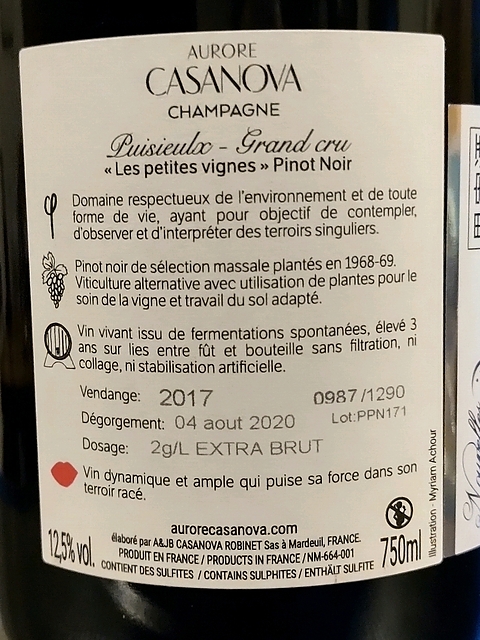 AURORE
CASANOVA
CHAMPAGNE
Puisieulx - Grand cru
« Les petites vignes » Pinot Noir
Domaine respectueux de l'environnement et de toute
forme de vie, ayant pour objectif de contempler,
d'observer et d'interpréter des terroirs singuliers.
Pinot noir de sélection massale plantés en 1968-69.
Viticulture alternative avec utilisation de plantes pour le
soin de la vigne et travail du sol adapté.
Vin vivant issu de fermentations spontanées, élevé 3
ans sur lies entre fût et bouteille sans filtration, ni
collage, ni stabilisation artificielle.
Vendange: 2017 0987/1290
Dégorgement: 04 aout 2020 Lot:PPN171
Dosage: 2g/L EXTRA BRUT
Vin dynamique et ample qui puise sa force dans son
terroir racé.
aurorecasanova.com
12,5% vol.
élaboré par A&JB CASANOVA ROBINET Sas à Mardeuil, FRANCE.
PRODUIT EN FRANCE / PRODUCTS IN FRANCE / NM-664-001
CONTIENT DES SULFITES / CONTAINS SULPHITES / ENTHÄLT SULFITE
750ml
Illustration - Myriam Achour